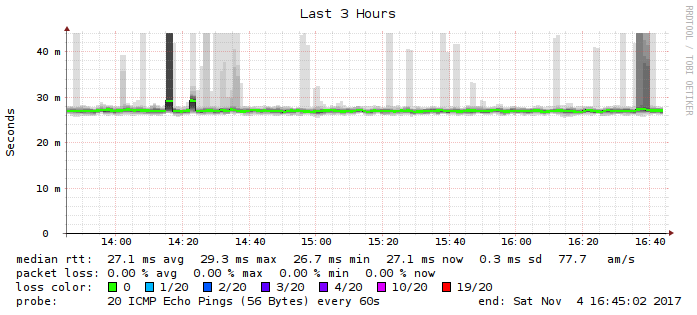 Last 3 Hours
RRDTOOL / TOBI OETIKER
Seconds
40 m
30 m
20 m
10 m
0
14:00 14:20 14:40 15:00 15:20 15:40 16:00 16:20 16:40
median rtt: 27.1 ms avg 29.3 ms max 26.7 ms min 27.1 ms now 0.3 ms sd 77.7 am/s
packet loss: 0.00 % avg 0.00 % max 0.00 % min 0.00 % now
loss color: 0 1/20 2/20 3/20 4/20 10/20 19/20
probe: 20 ICMP Echo Pings (56 Bytes) every 60s end: Sat Nov 4 16:45:02 2017